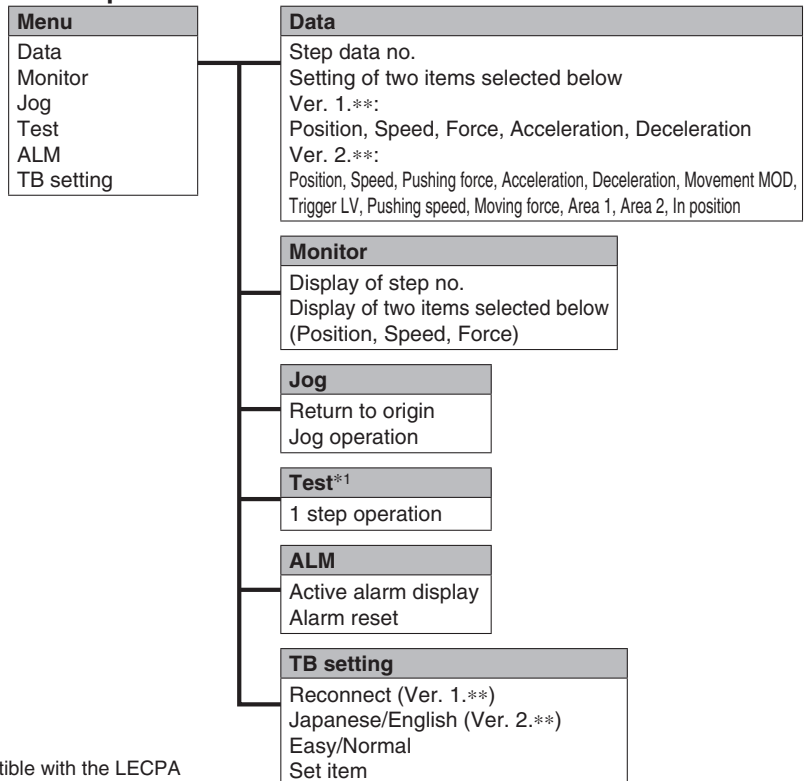 Menu
Data
Monitor
Jog
Test
ALM
TB setting
Data
Step data no.
Setting of two items selected below
Ver. 1.**:
Position, Speed, Force, Acceleration, Deceleration
Ver. 2.**:
Position, Speed, Pushing force, Acceleration, Deceleration, Movement MOD,
Trigger LV, Pushing speed, Moving force, Area 1, Area 2, In position
Monitor
Display of step no.
Display of two items selected below
(Position, Speed, Force)
Jog
Return to origin
Jog operation
Test*1
1 step operation
ALM
Active alarm display
Alarm reset
TB setting
Reconnect (Ver. 1.**)
Japanese/English (Ver. 2.**)
Easy/Normal
Set item
tible with the LECPA